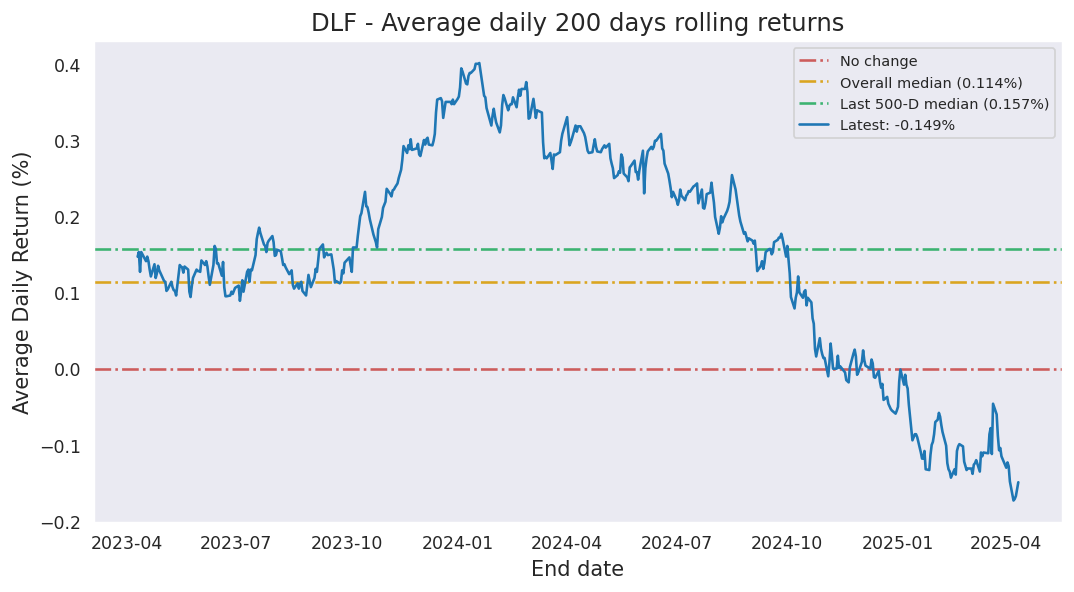 DLF - Average daily 200 days rolling returns
No change
Overall median (0.114%)
Last 500-D median (0.157%)
Latest: -0.149%
Average Daily Return (%)
0.4
0.3
0.2
0.1
0.0
−0.1
−0.2
2023-04 2023-07 2023-10 2024-01 2024-04 2024-07 2024-10 2025-01 2025-04
End date